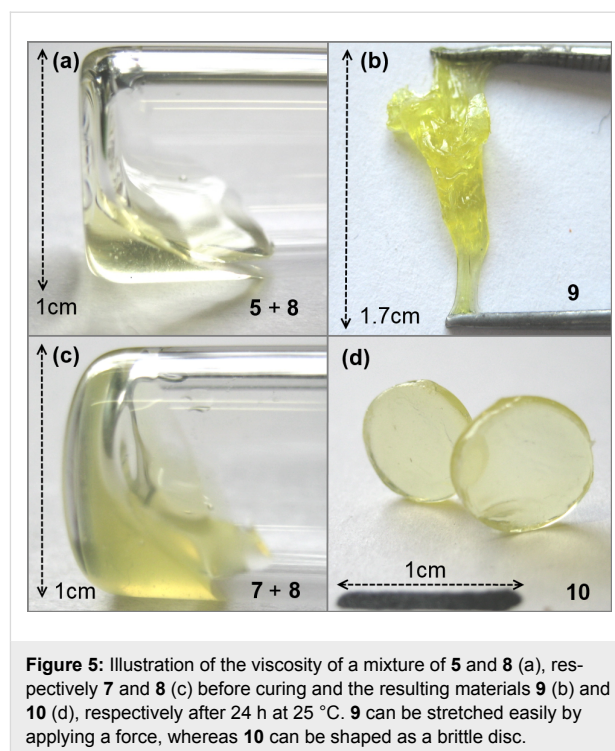 (a)
1cm
5 + 8
(b)
1.7cm
9
(c)
1cm
7 + 8
(d)
1cm
10
Figure 5: Illustration of the viscosity of a mixture of 5 and 8 (a), res-
pectively 7 and 8 (c) before curing and the resulting materials 9 (b) and
10 (d), respectively after 24 h at 25 °C. 9 can be stretched easily by
applying a force, whereas 10 can be shaped as a brittle disc.